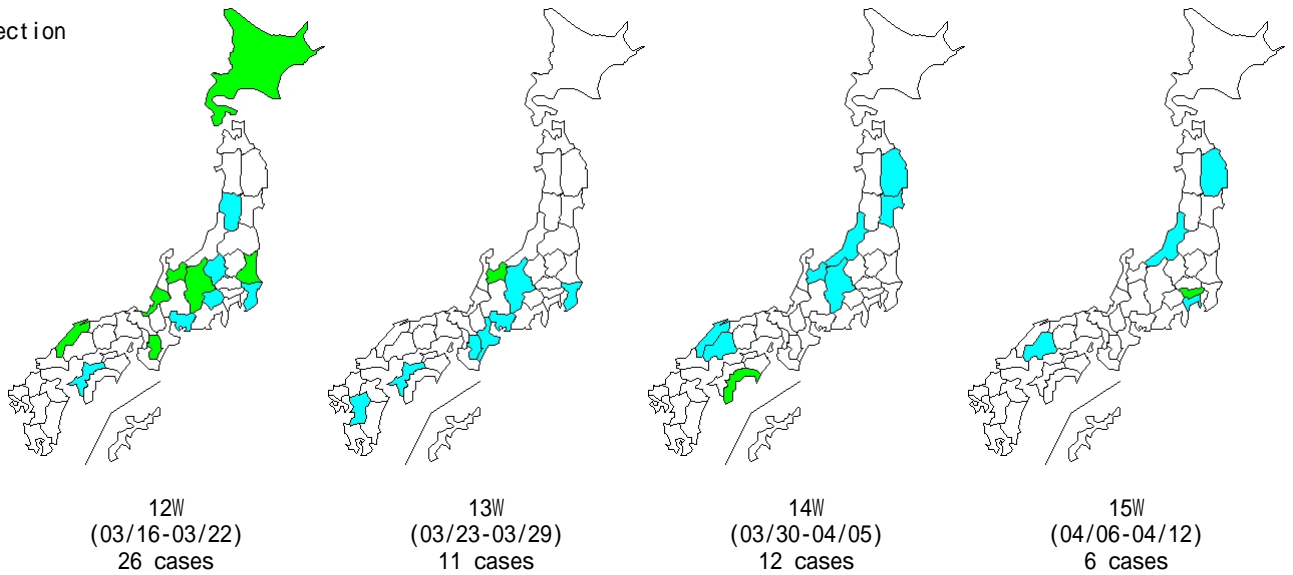 ection
12W
(03/16-03/22)
26 cases
13W
(03/23-03/29)
11 cases
14W
(03/30-04/05)
12 cases
15W
(04/06-04/12)
6 cases